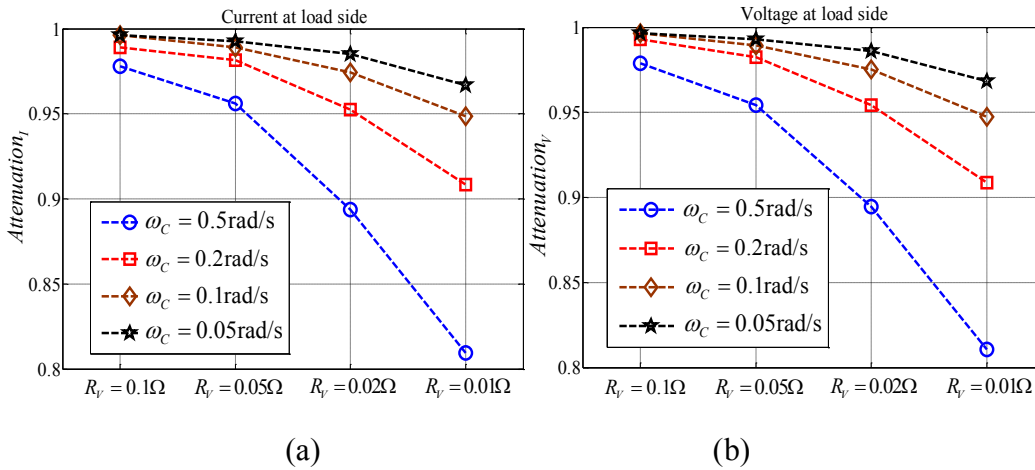 Current at load side
1
0.95
0.9
0.85
0.8
Attenuation_I
ω_C = 0.5rad/s
ω_C = 0.2rad/s
ω_C = 0.1rad/s
ω_C = 0.05rad/s
R_V = 0.1Ω R_V = 0.05Ω R_V = 0.02Ω R_V = 0.01Ω
(a)
Voltage at load side
1
0.95
0.9
0.85
0.8
Attenuation_V
ω_C = 0.5rad/s
ω_C = 0.2rad/s
ω_C = 0.1rad/s
ω_C = 0.05rad/s
R_V = 0.1Ω R_V = 0.05Ω R_V = 0.02Ω R_V = 0.01Ω
(b)